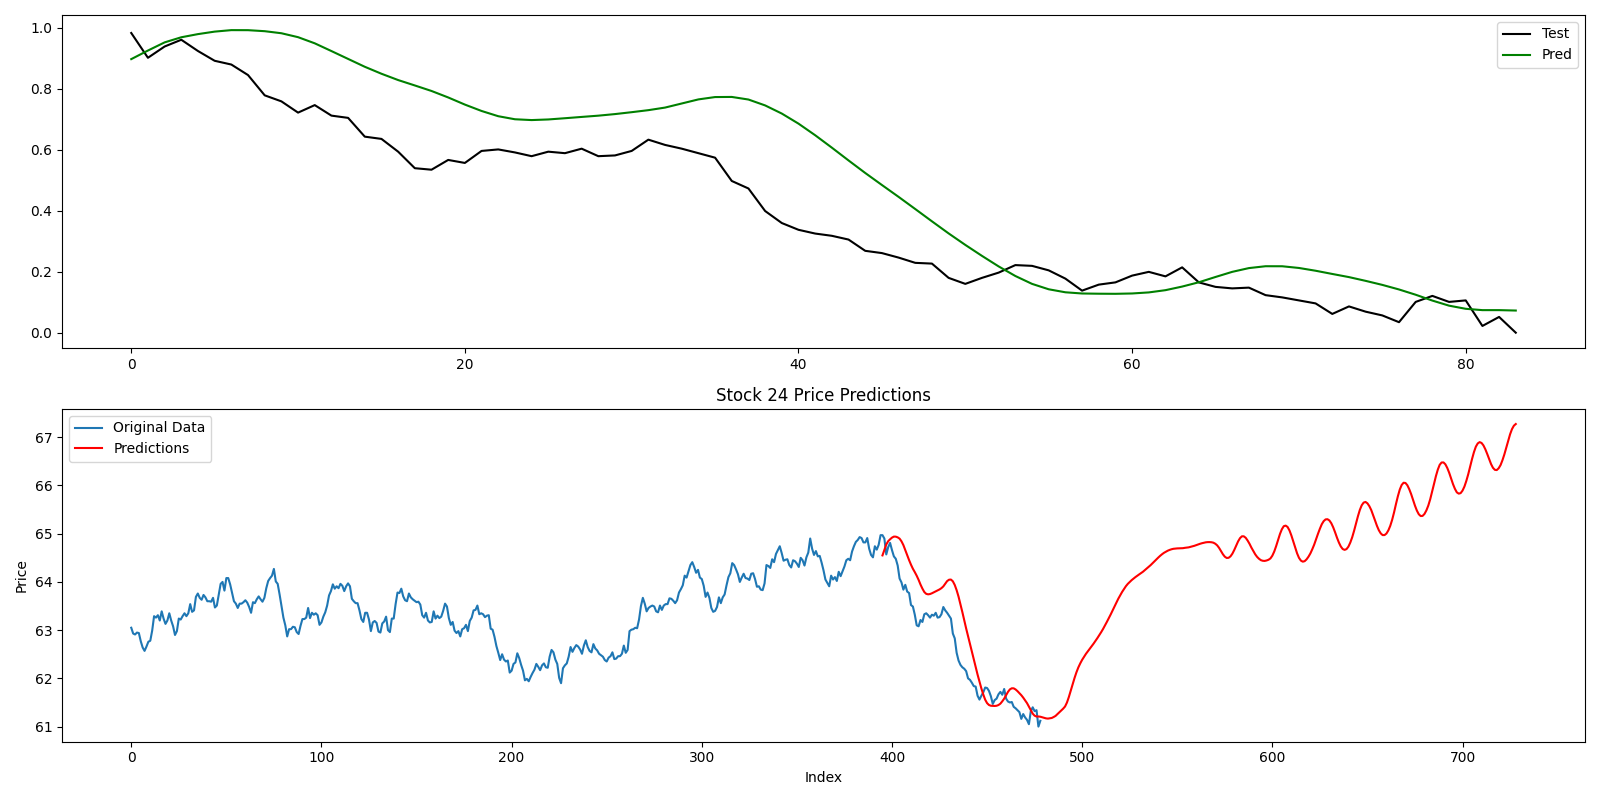 1.0
0.8
0.6
0.4
0.2
0.0
Test
Pred
0 20 40 60 80
Stock 24 Price Predictions
Original Data
Predictions
Price
67
66
65
64
63
62
61
0 100 200 300 400 500 600 700
Index